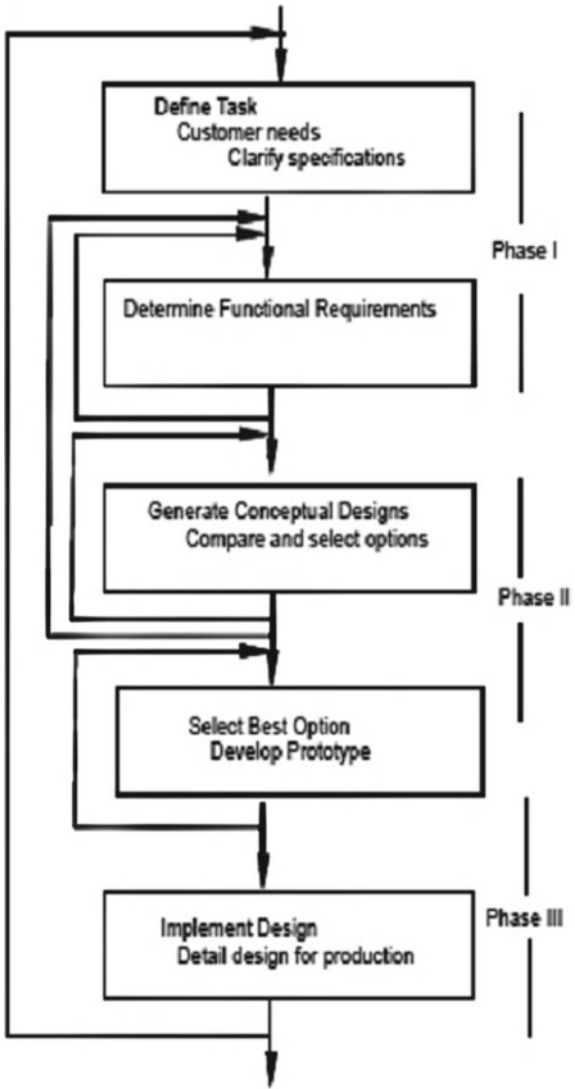 Define Task
Customer needs
Clarify specifications
Phase I
Determine Functional Requirements
Generate Conceptual Designs
Compare and select options
Phase II
Select Best Option
Develop Prototype
Implement Design
Detail design for production
Phase III